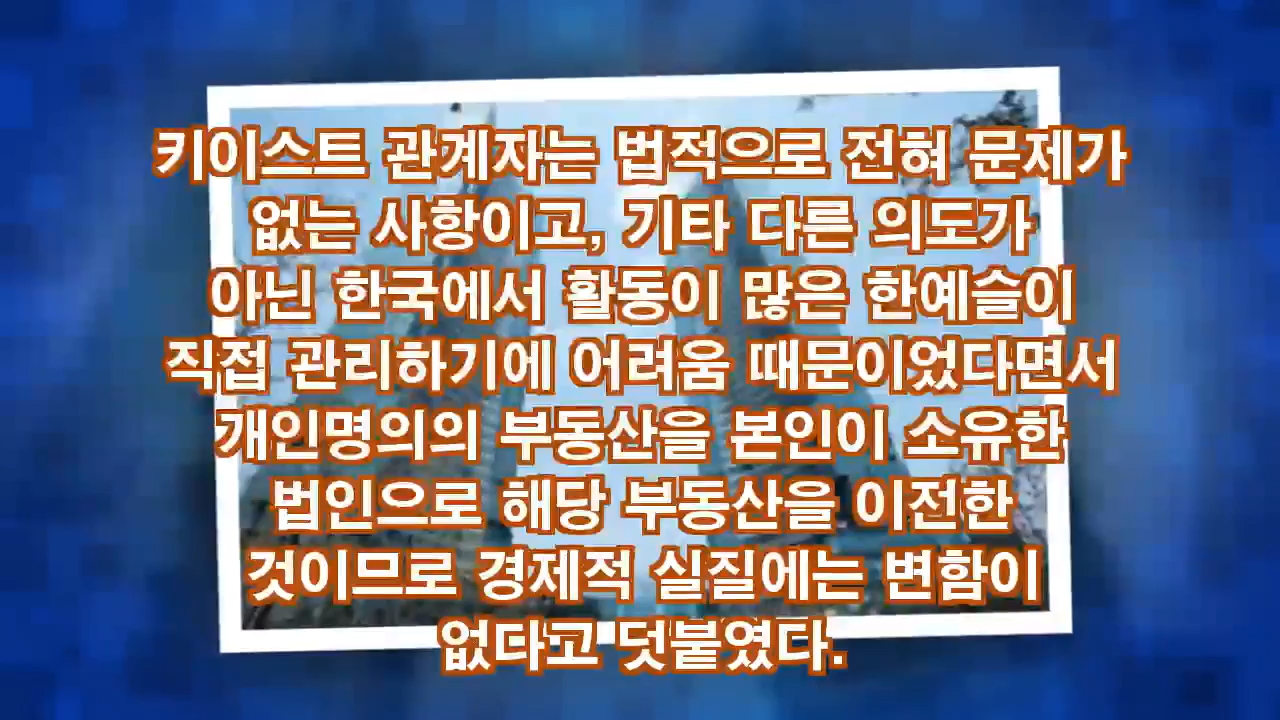 키이스트 관계자는 법적으로 전혀 문제가
없는 사항이고, 기타 다른 의도가
아닌 한국에서 활동이 많은 한예슬이
직접 관리하기에 어려움 때문이었다면서
개인명의의 부동산을 본인이 소유한
법인으로 해당 부동산을 이전한
것이므로 경제적 실질에는 변함이
없다고 덧붙였다.